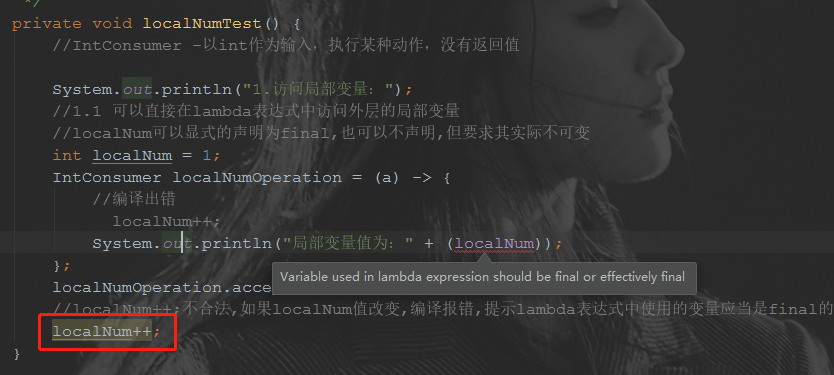 */
private void localNumTest() {
//IntConsumer -以int作为输入，执行某种动作，没有返回值
System.out.println("1.访问局部变量：");
//1.1 可以直接在lambda表达式中访问外层的局部变量
//localNum可以显式的声明为final,也可以不声明,但要求其实际不可变
int localNum = 1;
IntConsumer localNumOperation = (a) -> {
//编译出错
localNum++;
System.out.println("局部变量值为：" + (localNum));
};
Variable used in lambda expression should be final or effectively final
localNumOperation.acce
//localNum++;不合法,如果localNum值改变,编译报错,提示lambda表达式中使用的变量应当是final的
localNum++;
}